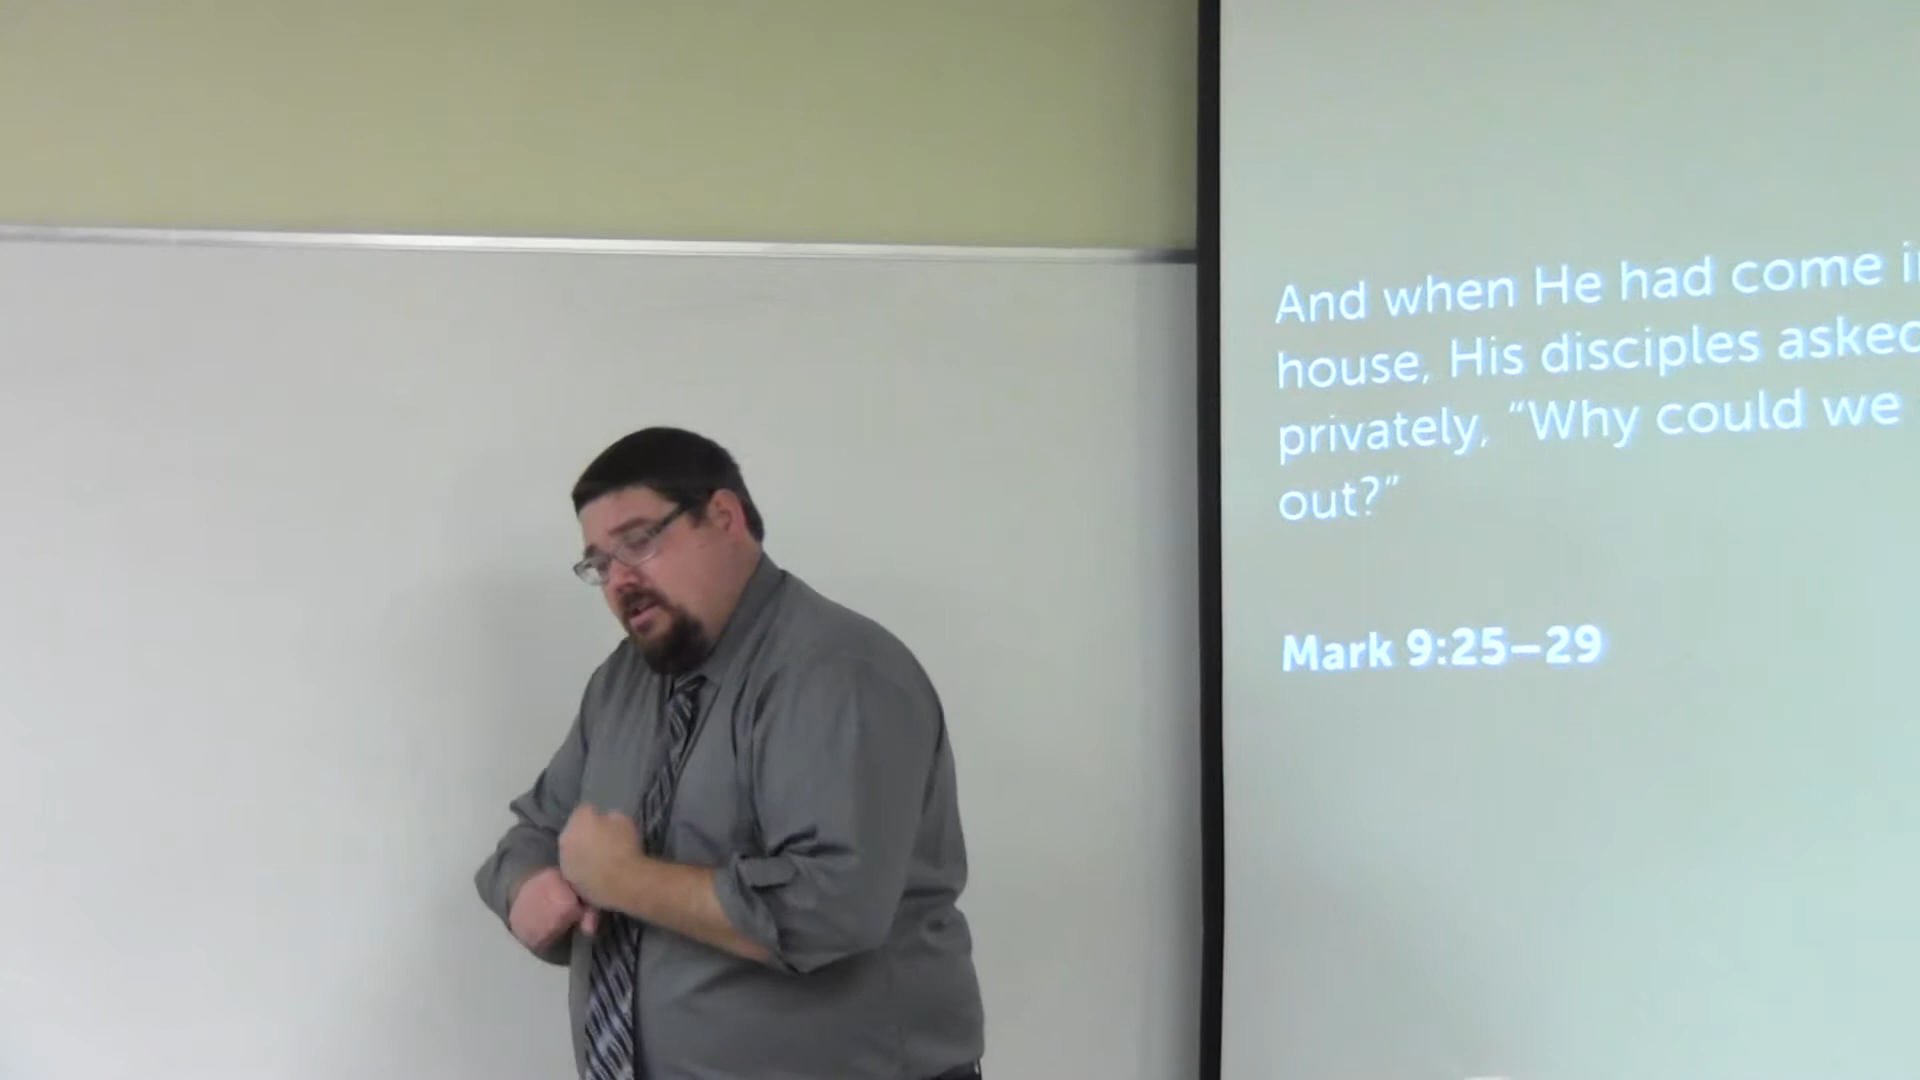 And when He had come
house, His disciples asked
privately, “Why could we
out?”
Mark 9:25–29